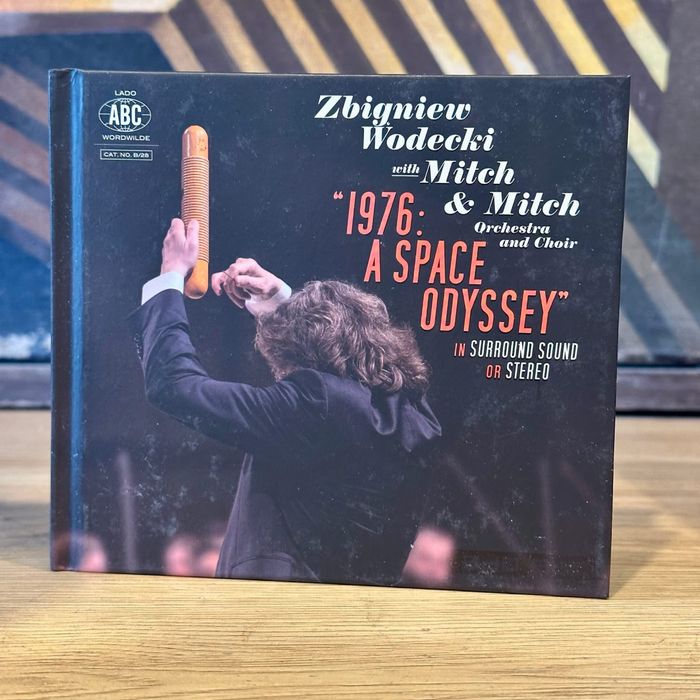 LADO
ABC
WORDWILDE
CAT. NO. B/28
Zbigniew
Wodecki
with Mitch
& Mitch
Orchestra
and Choir
"1976:
A SPACE
ODYSSEY"
IN SURROUND SOUND
OR STEREO